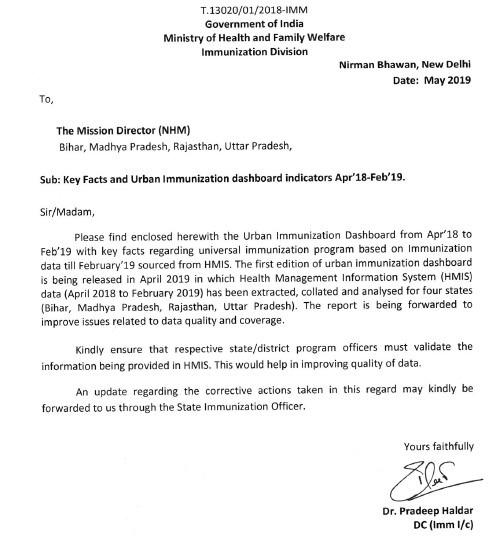 T.13020/01/2018-IMM
Government of India
Ministry of Health and Family Welfare
Immunization Division
Nirman Bhawan, New Delhi
Date: May 2019
To,
The Mission Director (NHM)
Bihar, Madhya Pradesh, Rajasthan, Uttar Pradesh,
Sub: Key Facts and Urban Immunization dashboard indicators Apr'18-Feb'19.
Sir/Madam,
Please find enclosed herewith the Urban Immunization Dashboard from Apr'18 to
Feb'19 with key facts regarding universal immunization program based on Immunization
data till February'19 sourced from HMIS. The first edition of urban immunization dashboard
is being released in April 2019 in which Health Management Information System (HMIS)
data (April 2018 to February 2019) has been extracted, collated and analysed for four states
(Bihar, Madhya Pradesh, Rajasthan, Uttar Pradesh). The report is being forwarded to
improve issues related to data quality and coverage.
Kindly ensure that respective state/district program officers must validate the
information being provided in HMIS. This would help in improving quality of data.
An update regarding the corrective actions taken in this regard may kindly be
forwarded to us through the State Immunization Officer.
Yours faithfully
Dr. Pradeep Haldar
DC (Imm I/c)